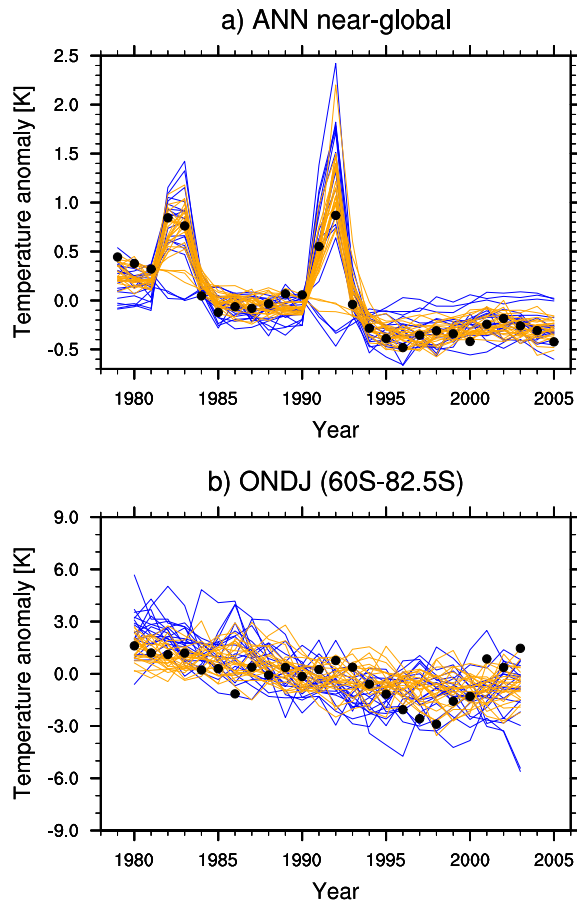 a) ANN near-global
Temperature anomaly [K]
2.5
2.0
1.5
1.0
0.5
0.0
-0.5
1980 1985 1990 1995 2000 2005
Year
b) ONDJ (60S-82.5S)
Temperature anomaly [K]
9.0
6.0
3.0
0.0
-3.0
-6.0
-9.0
1980 1985 1990 1995 2000 2005
Year